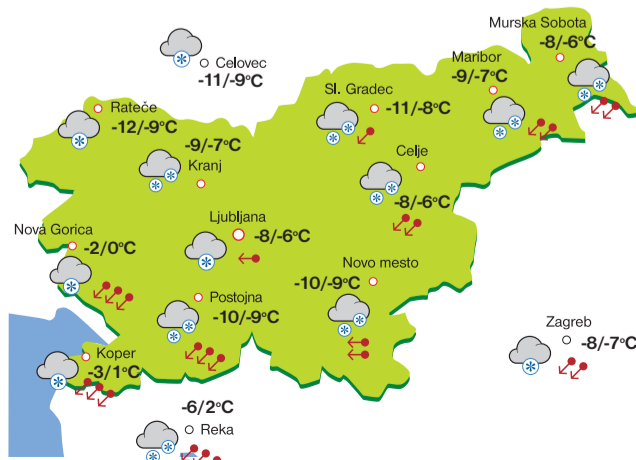 Murska Sobota
-8/-6°C
Celovec
-11/-9°C
Maribor
-9/-7°C
Sl. Gradec
-11/-8°C
Rateče
-12/-9°C
-9/-7°C
Kranj
Celje
-8/-6°C
Ljubljana
-8/-6°C
Nova Gorica
-2/0°C
Novo mesto
-10/-9°C
Postojna
-10/-9°C
Zagreb
-8/-7°C
Koper
-3/1°C
-6/2°C
Reka